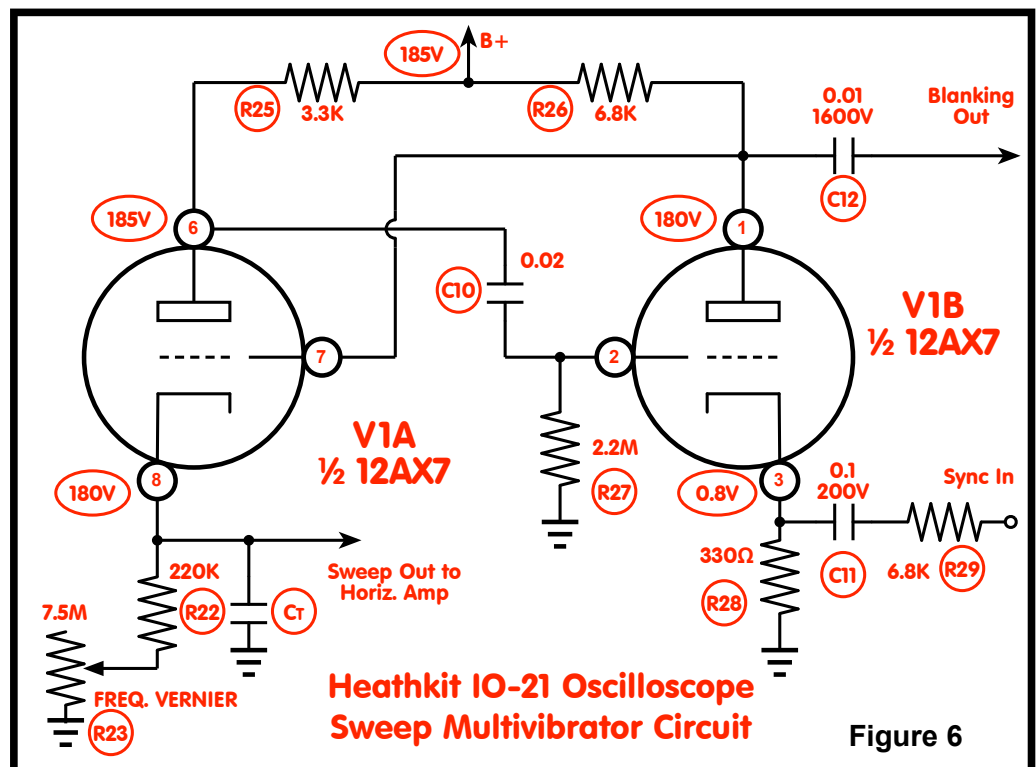 185V
B+
R25
3.3K
R26
6.8K
0.01
1600V
Blanking
Out
C12
185V
6
180V
1
0.02
C10
V1B
½ 12AX7
7
2
V1A
½ 12AX7
2.2M
R27
180V
8
0.8V
3
0.1
200V
Sync In
220K
R22
CT
Sweep Out to
Horiz. Amp
330Ω
R28
C11
6.8K
R29
7.5M
FREQ. VERNIER
R23
Heathkit IO-21 Oscilloscope
Sweep Multivibrator Circuit
Figure 6